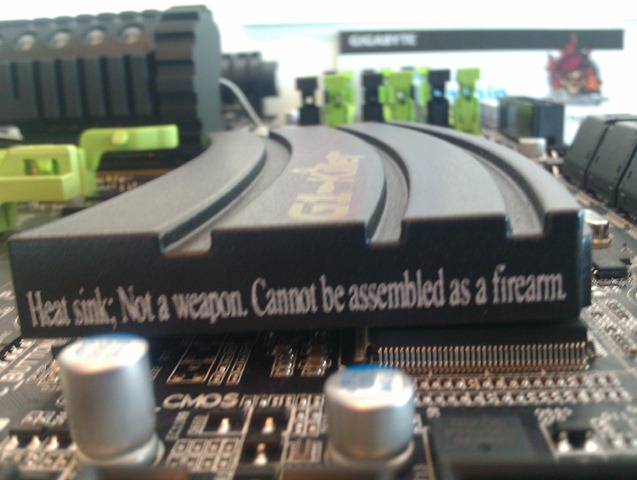 GIGABYTE
G1-Killer
Heat sink; Not a weapon. Cannot be assembled as a firearm.
CMOS